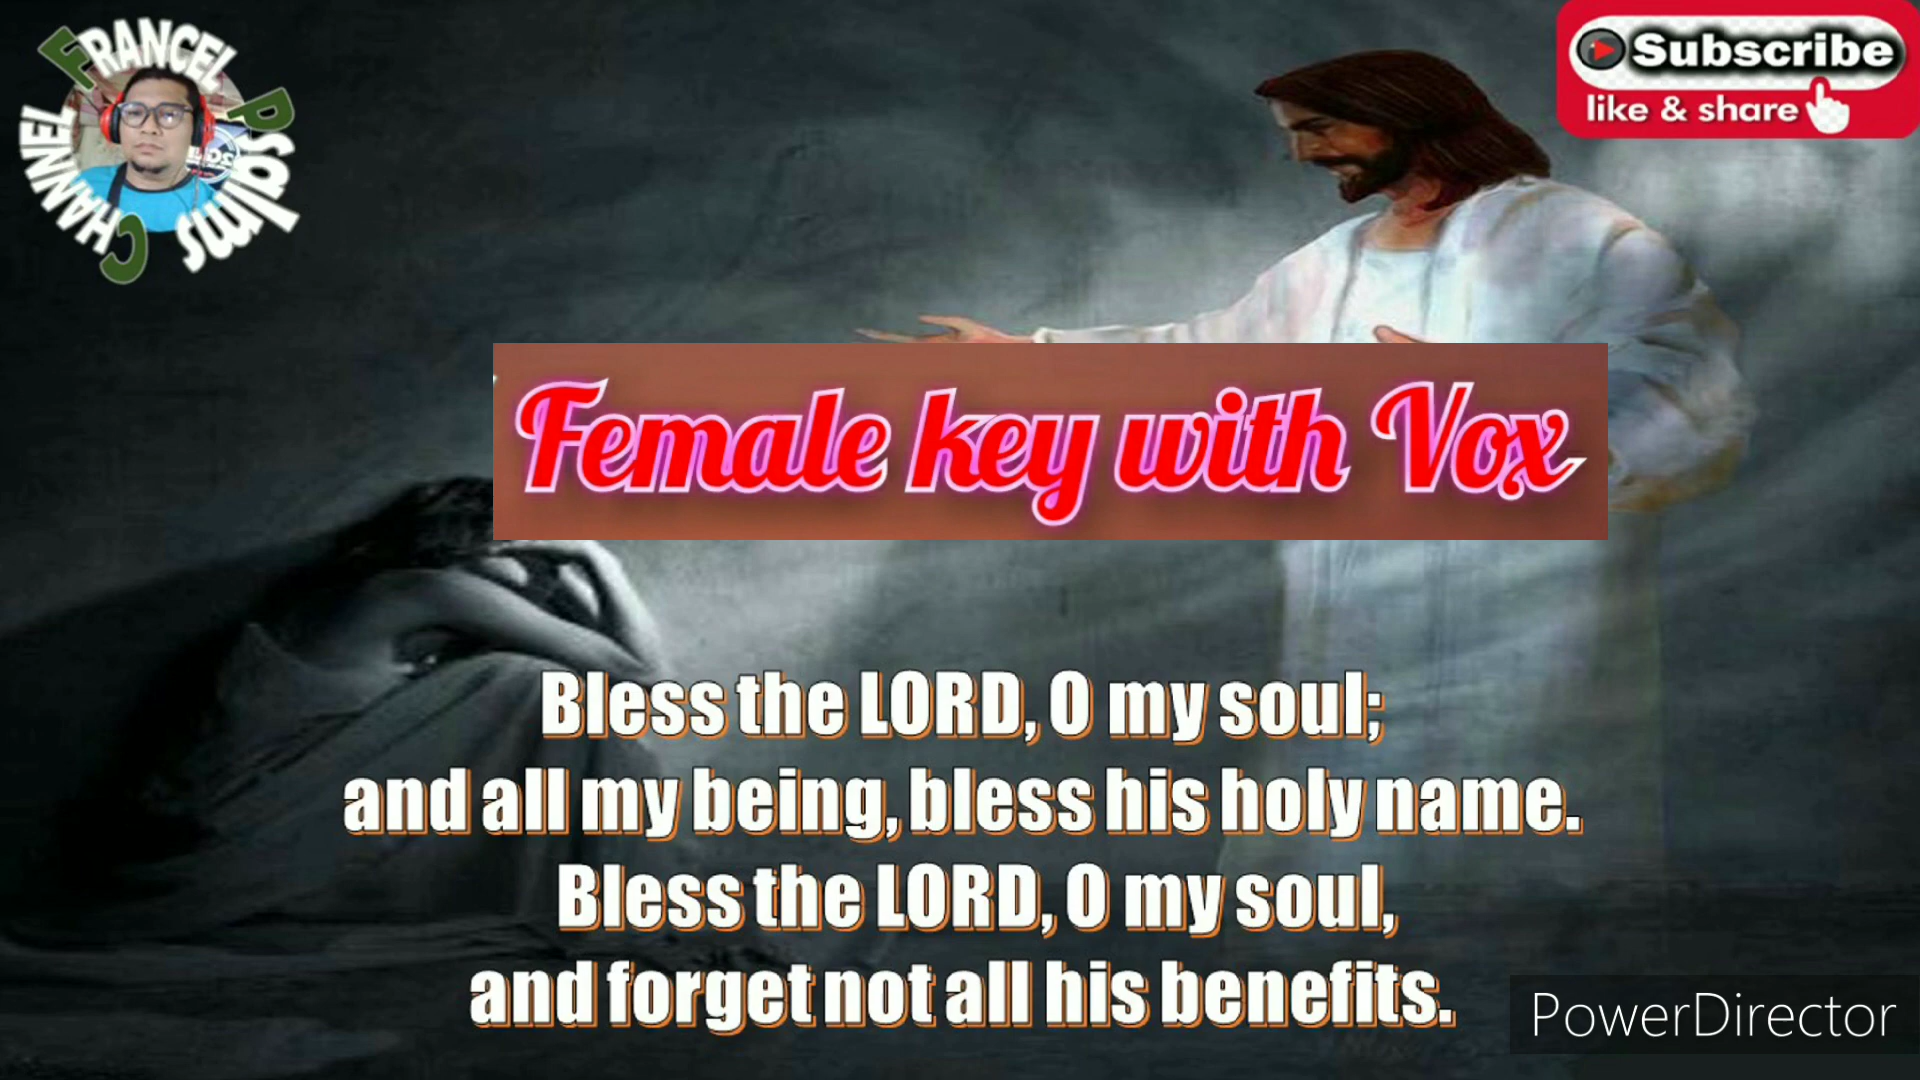 FRANCEL Psalms CHANNEL
Subscribe
like & share
Female key with Vox
Bless the LORD, O my soul;
and all my being, bless his holy name.
Bless the LORD, O my soul,
and forget not all his benefits.
PowerDirector